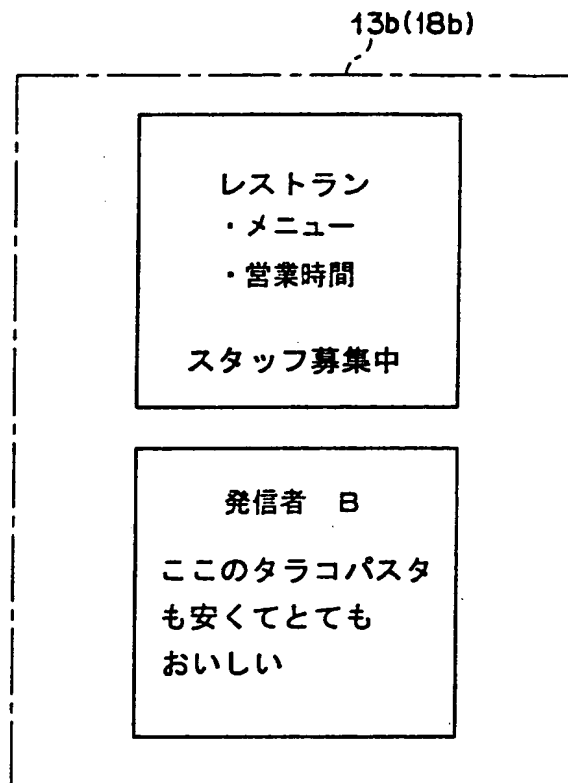 13b(18b)
レストラン
・メニュー
・営業時間
スタッフ募集中
発信者 B
ここのタラコパスタ
も安くてとても
おいしい